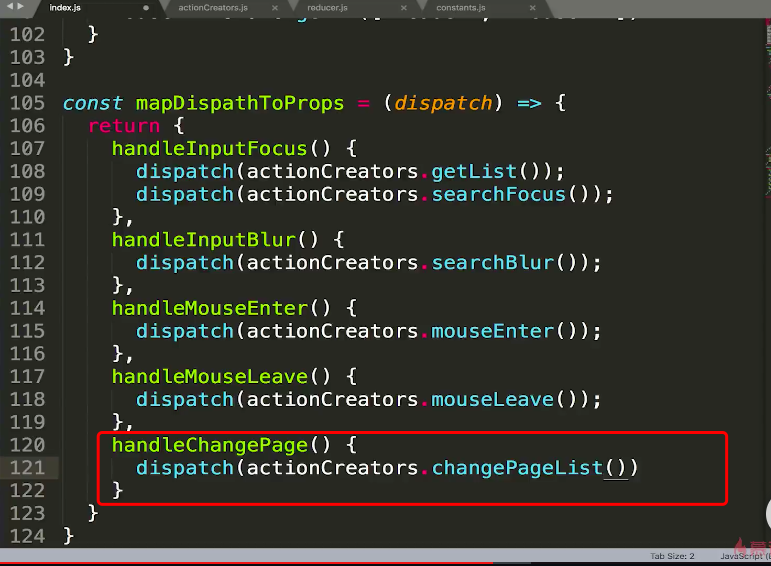 index.js actionCreators.js reducer.js constants.js
102 }
103 }
104
105 const mapDispathToProps = (dispatch) => {
106 return {
107 handleInputFocus() {
108 dispatch(actionCreators.getList());
109 dispatch(actionCreators.searchFocus());
110 },
111 handleInputBlur() {
112 dispatch(actionCreators.searchBlur());
113 },
114 handleMouseEnter() {
115 dispatch(actionCreators.mouseEnter());
116 },
117 handleMouseLeave() {
118 dispatch(actionCreators.mouseLeave());
119 },
120 handleChangePage() {
121 dispatch(actionCreators.changePageList())
122 }
123 }
124 }
Tab Size: 2 JavaScript